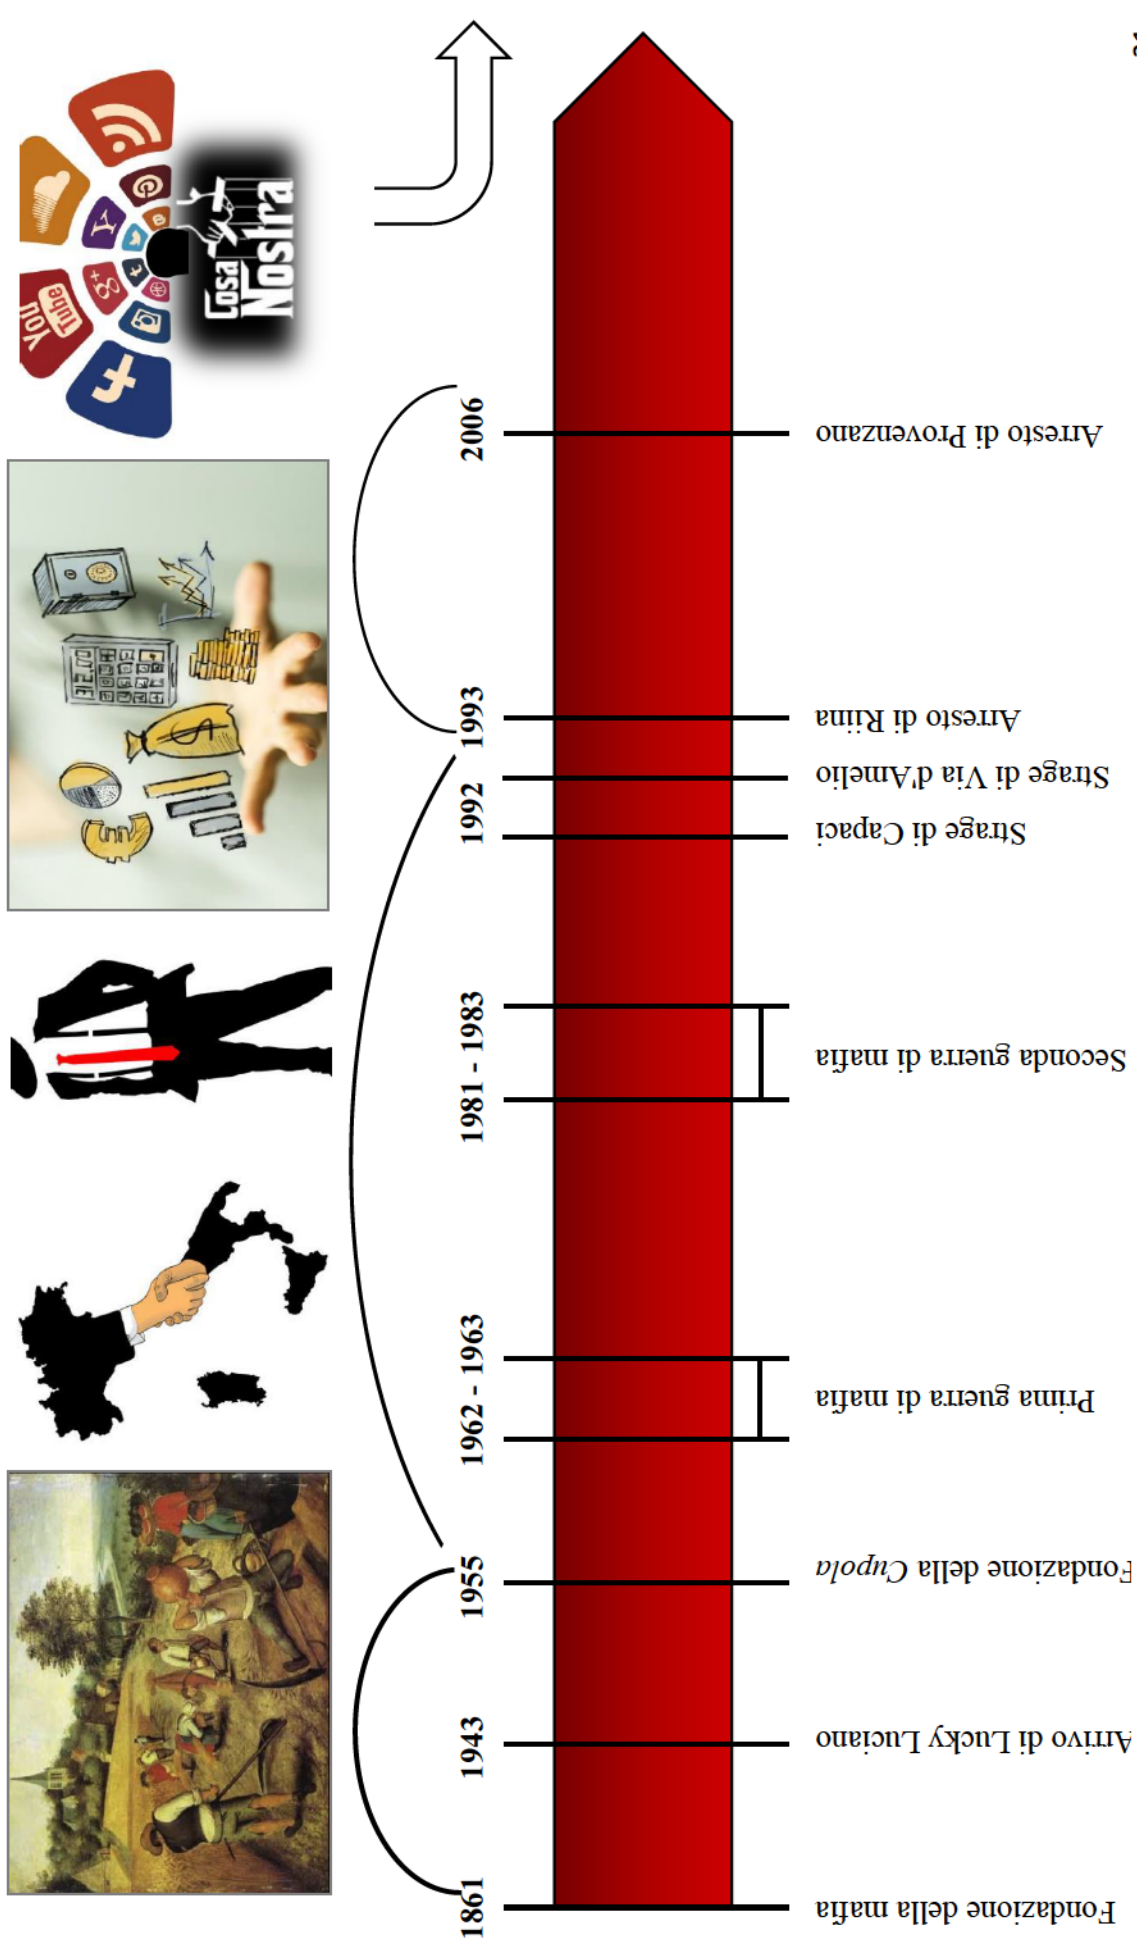 You
Tube
Cosa
Nostra
1861
1943
1955
1962 - 1963
1981 - 1983
1992
1993
2006
Fondazione della mafia
Arrivo di Lucky Luciano
Fondazione della Cupola
Prima guerra di mafia
Seconda guerra di mafia
Strage di Capaci
Strage di Via d'Amelio
Arresto di Riina
Arresto di Provenzano